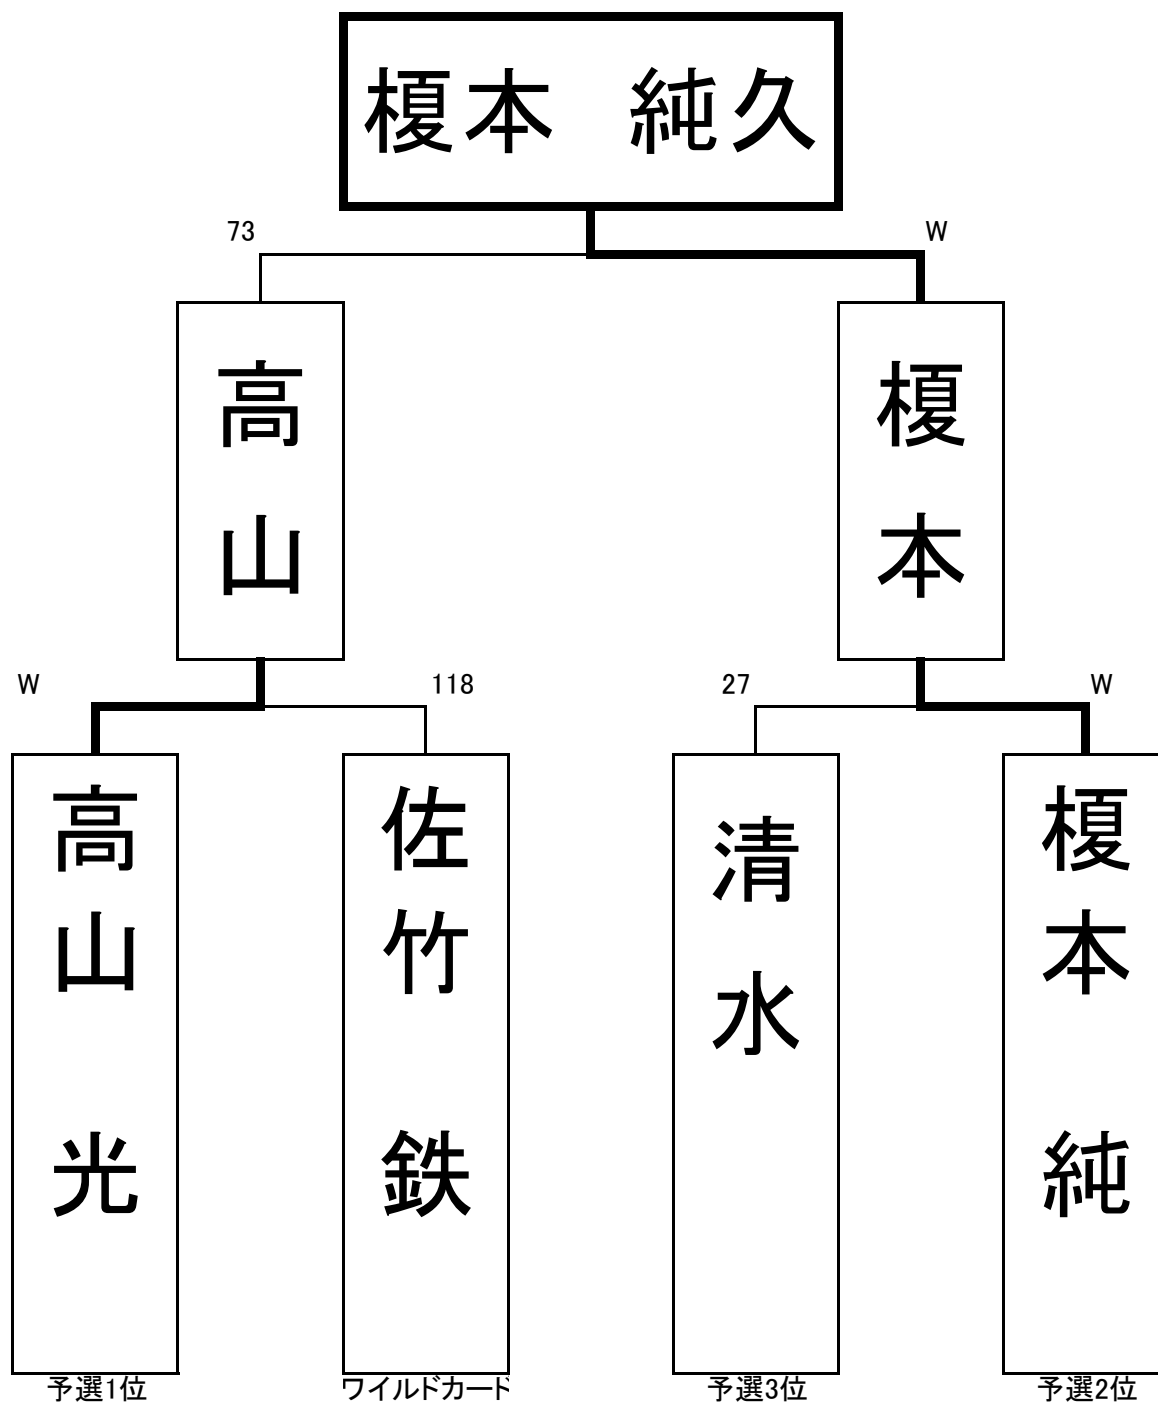 榎本　純久
73
W
高山
榎本
W
118
27
W
高山　光
佐竹　鉄
清水
榎本　純
予選1位
ワイルドカード
予選3位
予選2位